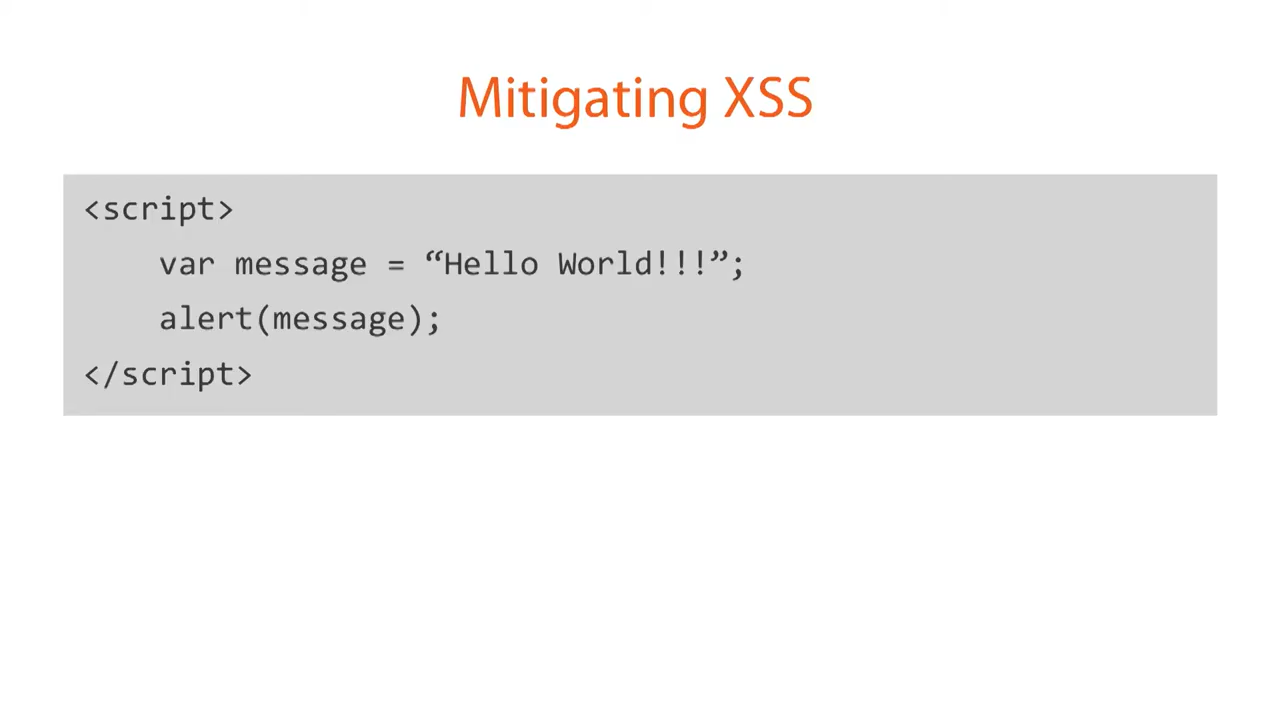 Mitigating XSS
<script>
    var message = “Hello World!!!”;
    alert(message);
</script>